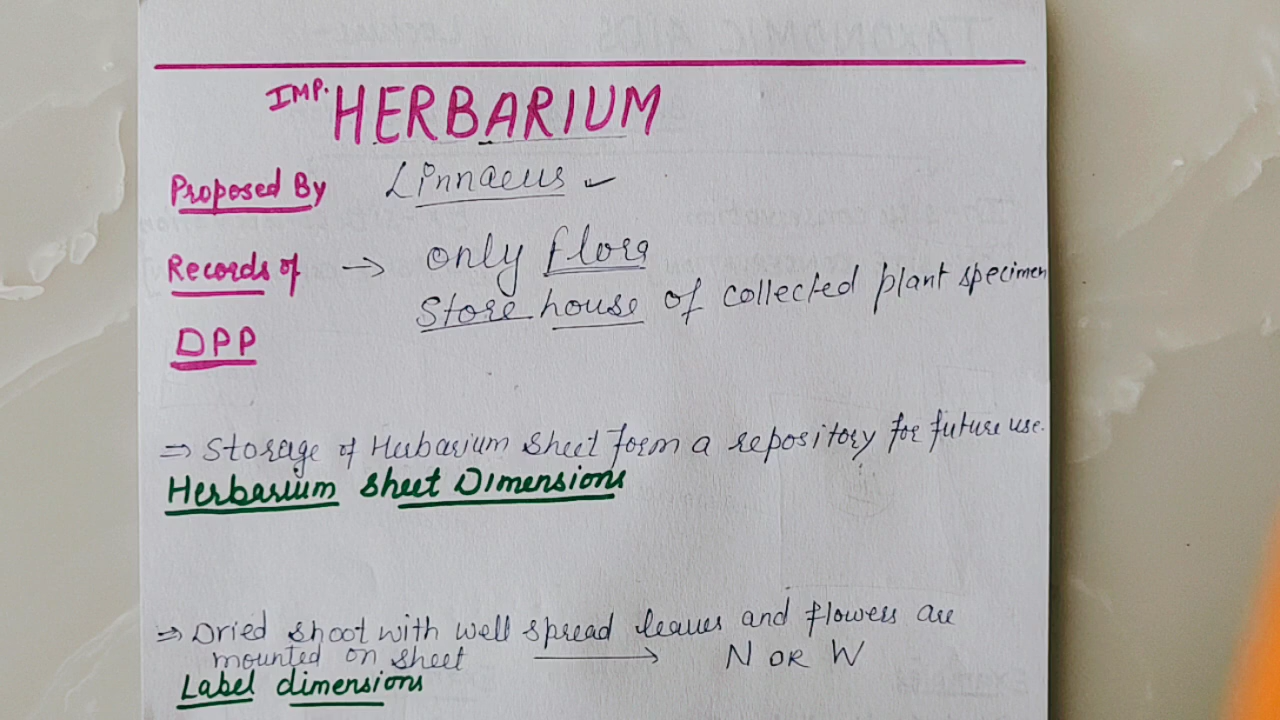 IMP. HERBARIUM
Proposed By Linnaeus
Records of → only flora
Store house of collected plant specimen
DPP
⇒ Storage of Herbarium sheet form a repository for future use.
Herbarium sheet Dimensions
⇒ Dried shoot with well spread leaves and flowers are
mounted on sheet → N OR W
Label dimensions